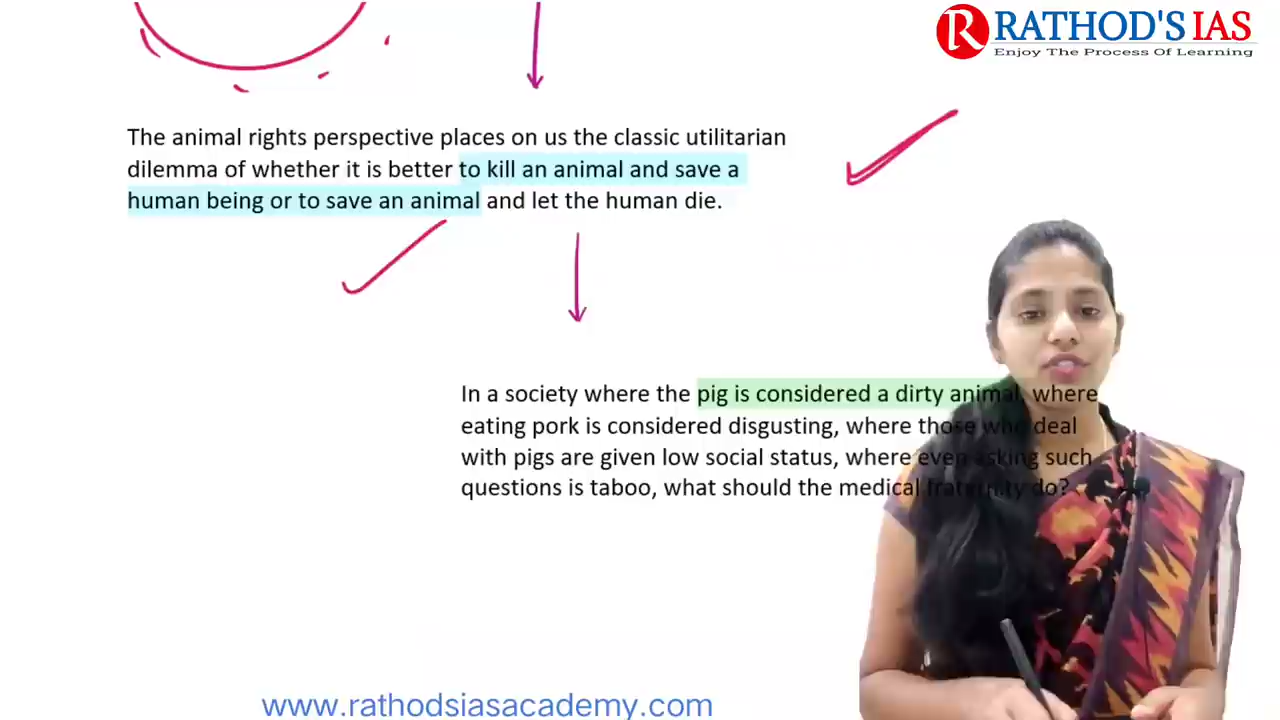 RATHOD'S IAS
Enjoy The Process Of Learning
The animal rights perspective places on us the classic utilitarian
dilemma of whether it is better to kill an animal and save a
human being or to save an animal and let the human die.
In a society where the pig is considered a dirty animal, where
eating pork is considered disgusting, where those who deal
with pigs are given low social status, where even asking such
questions is taboo, what should the medical fraternity do?
www.rathodsiasacademy.com